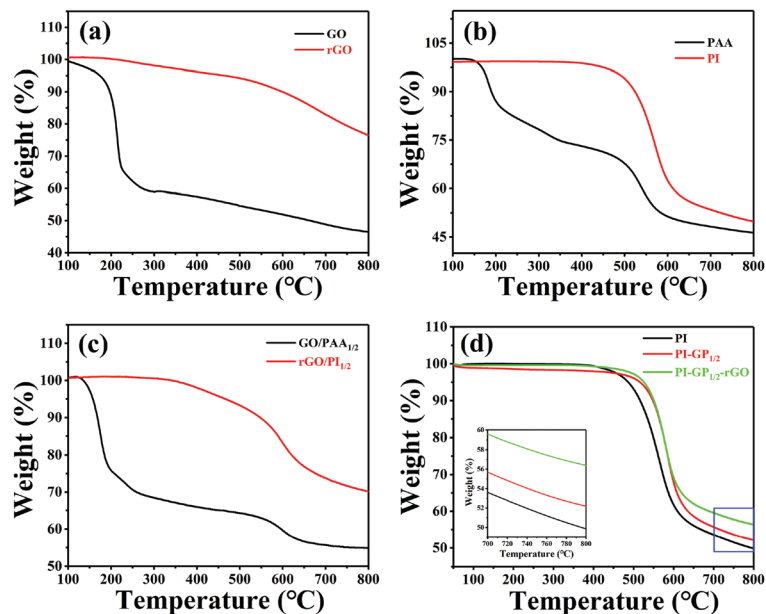 (a)
GO
rGO
100
90
80
70
60
50
40
Weight (%)
100 200 300 400 500 600 700 800
Temperature (℃)
(b)
PAA
PI
105
90
75
60
45
Weight (%)
100 200 300 400 500 600 700 800
Temperature (℃)
(c)
GO/PAA1/2
rGO/PI1/2
110
100
90
80
70
60
50
Weight (%)
100 200 300 400 500 600 700 800
Temperature (℃)
(d)
PI
PI-GP1/2
PI-GP1/2-rGO
110
100
90
80
70
60
50
Weight (%)
60
58
56
54
52
50
Weight (%)
700 720 740 760 780 800
Temperature (℃)
100 200 300 400 500 600 700 800
Temperature (℃)